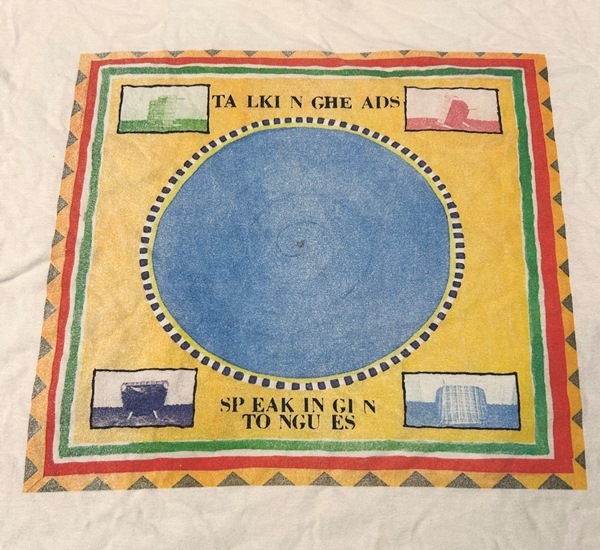 TA LKI N GHE ADS
SP EAK IN GI N
TO NGU ES